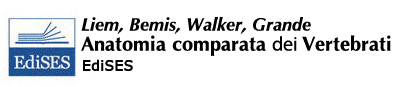 Liem, Bemis, Walker, Grande
Anatomia comparata dei Vertebrati
EdiSES
EdiSES